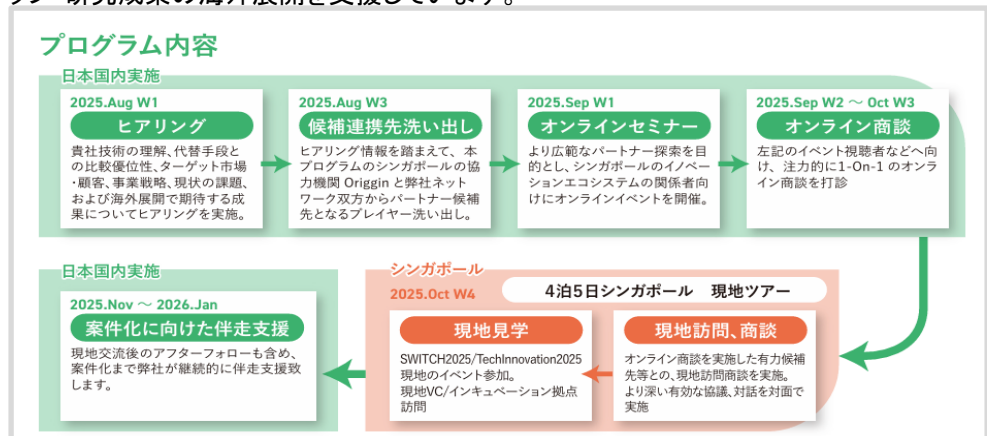 プログラム内容
日本国内実施
2025.Aug W1
ヒアリング
貴社技術の理解、代替手段と
の比較優位性、ターゲット市場
・顧客、事業戦略、現状の課題、
および海外展開で期待する成
果についてヒアリングを実施。
2025.Aug W3
候補連携先洗い出し
ヒアリング情報を踏まえて、本
プログラムのシンガポールの協
力機関 Origgin と弊社ネット
ワーク双方からパートナー候補
先となるプレイヤー洗い出し。
2025.Sep W1
オンラインセミナー
より広範なパートナー探索を目
的とし、シンガポールのイノベー
ションエコシステムの関係者向
けにオンラインイベントを開催。
2025.Sep W2 ～ Oct W3
オンライン商談
左記のイベント視聴者などへ向
け、注力的に1-On-1 のオンラ
イン商談を打診
シンガポール
2025.Oct W4
4泊5日シンガポール 現地ツアー
現地訪問、商談
オンライン商談を実施した有力候補
先等との、現地訪問商談を実施。
より深い有効な協議、対話を対面で
実施
現地見学
SWITCH2025/TechInnovation2025
現地のイベント参加。
現地VC/インキュベーション拠点
訪問
日本国内実施
2025.Nov ～ 2026.Jan
案件化に向けた伴走支援
現地交流後のアフターフォローも含め、
案件化まで弊社が継続的に伴走支援致
します。